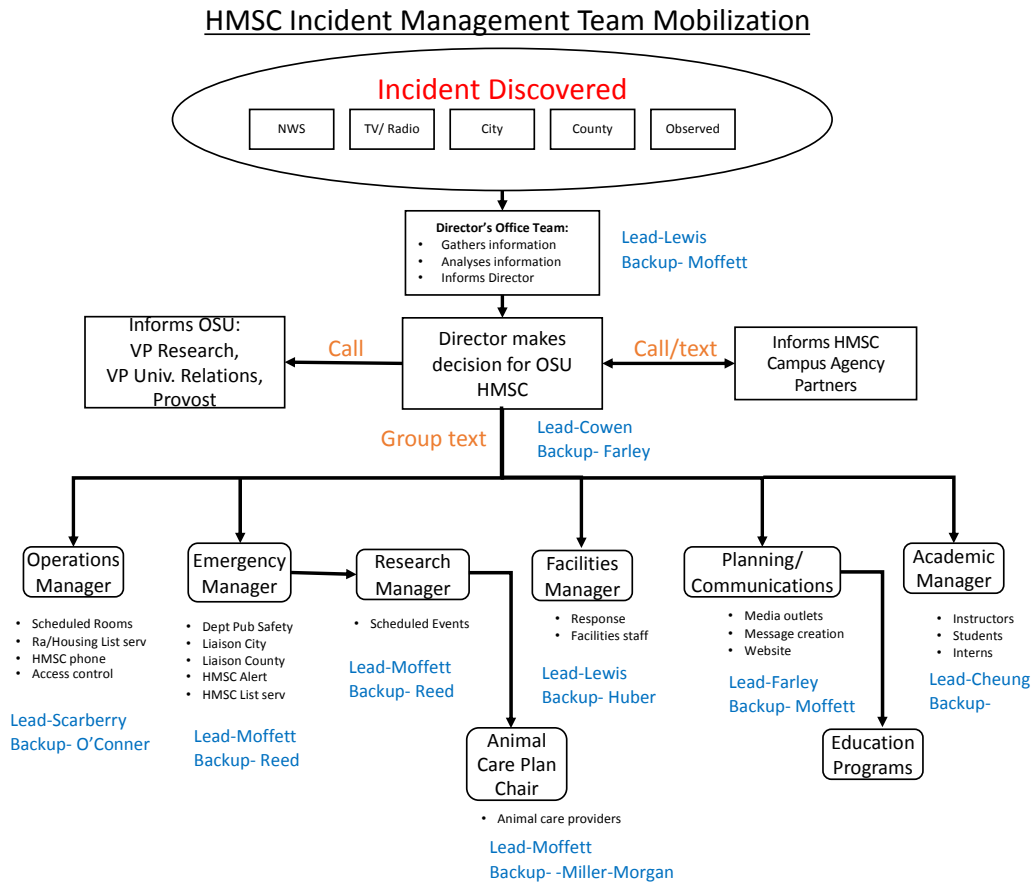 HMSC Incident Management Team Mobilization
Incident Discovered
NWS
TV/ Radio
City
County
Observed
Director's Office Team:
• Gathers information
• Analyses information
• Informs Director
Lead-Lewis
Backup- Moffett
Informs OSU:
VP Research,
VP Univ. Relations,
Provost
Call
Director makes
decision for OSU
HMSC
Call/text
Informs HMSC
Campus Agency
Partners
Group text
Lead-Cowen
Backup- Farley
Operations
Manager
• Scheduled Rooms
• Ra/Housing List serv
• HMSC phone
• Access control
Lead-Scarberry
Backup- O'Conner
Emergency
Manager
• Dept Pub Safety
• Liaison City
• Liaison County
• HMSC Alert
• HMSC List serv
Lead-Moffett
Backup- Reed
Research
Manager
• Scheduled Events
Lead-Moffett
Backup- Reed
Animal
Care Plan
Chair
• Animal care providers
Lead-Moffett
Backup- -Miller-Morgan
Facilities
Manager
• Response
• Facilities staff
Lead-Lewis
Backup- Huber
Planning/
Communications
• Media outlets
• Message creation
• Website
Lead-Farley
Backup- Moffett
Education
Programs
Academic
Manager
• Instructors
• Students
• Interns
Lead-Cheung
Backup-